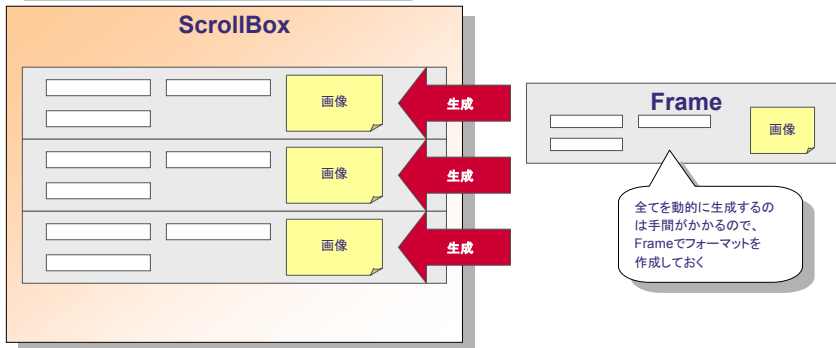 ScrollBox
画像
生成
画像
生成
画像
生成
Frame
画像
全てを動的に生成するの
は手間がかかるので、
Frameでフォーマットを
作成しておく